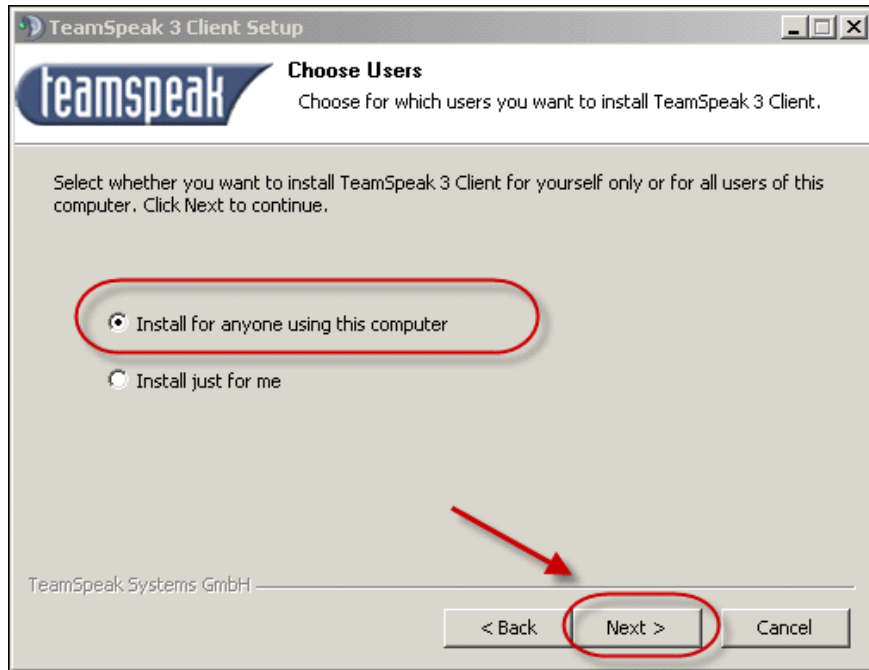 TeamSpeak 3 Client Setup
teamspeak
Choose Users
Choose for which users you want to install TeamSpeak 3 Client.
Select whether you want to install TeamSpeak 3 Client for yourself only or for all users of this
computer. Click Next to continue.
Install for anyone using this computer
Install just for me
TeamSpeak Systems GmbH
< Back Next > Cancel